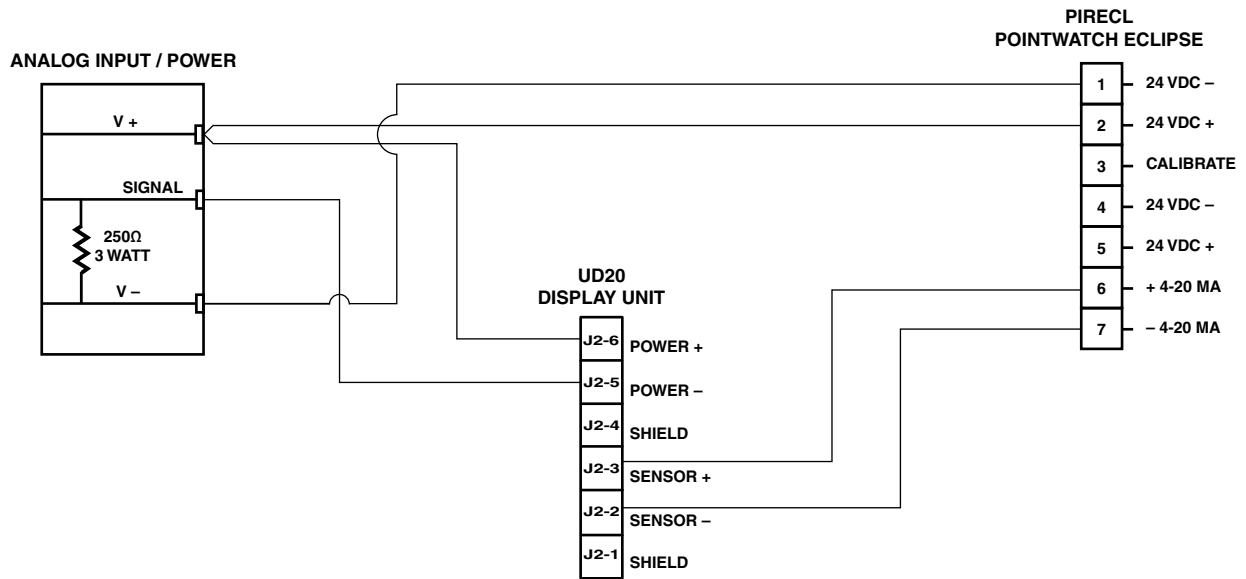 PIRECL
POINTWATCH ECLIPSE
ANALOG INPUT / POWER
V +
SIGNAL
250Ω
3 WATT
V –
1 24 VDC –
2 24 VDC +
3 CALIBRATE
4 24 VDC –
5 24 VDC +
6 + 4-20 MA
7 – 4-20 MA
UD20
DISPLAY UNIT
J2-6 POWER +
J2-5 POWER –
J2-4 SHIELD
J2-3 SENSOR +
J2-2 SENSOR –
J2-1 SHIELD